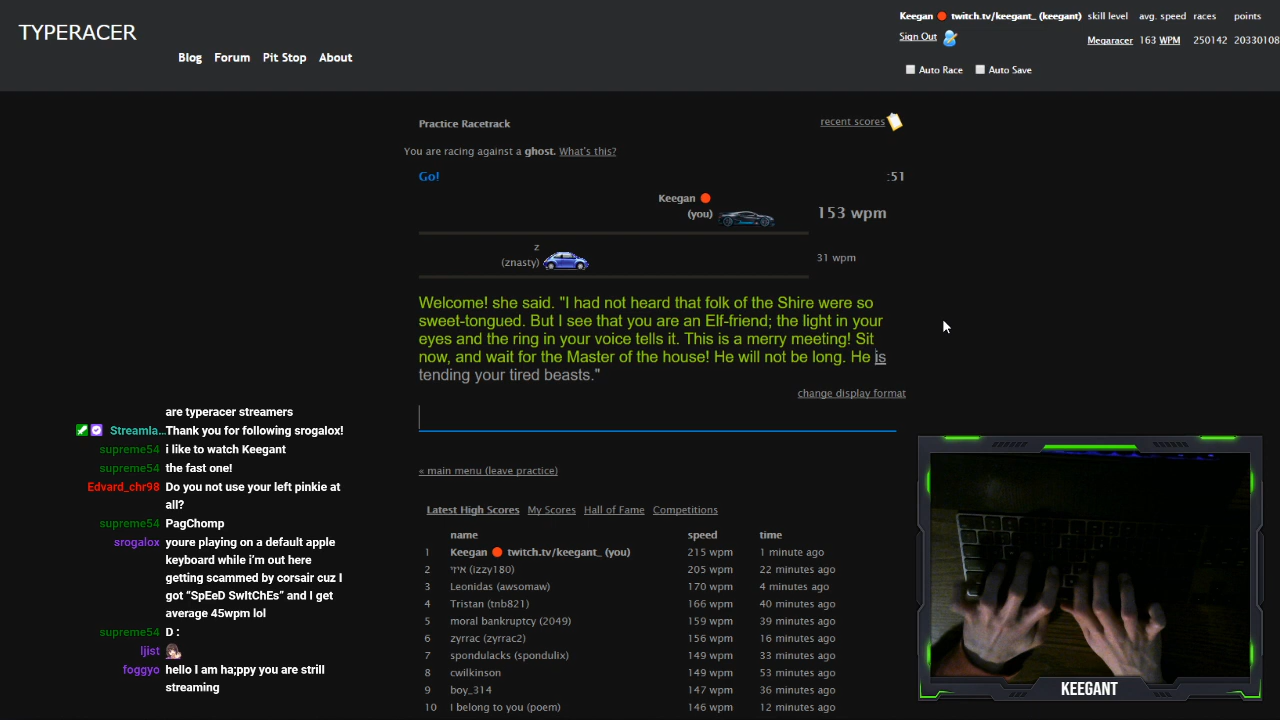 TYPERACER
Blog Forum Pit Stop About
Keegan twitch.tv/keegant_ (keegant) skill level avg. speed races points
Sign Out Megaracer 163 WPM 250142 20330108
Auto Race Auto Save
Practice Racetrack recent scores
You are racing against a ghost. What's this?
Go! :51
Keegan
(you) 153 wpm
z
(znasty) 31 wpm
Welcome! she said. "I had not heard that folk of the Shire were so
sweet-tongued. But I see that you are an Elf-friend; the light in your
eyes and the ring in your voice tells it. This is a merry meeting! Sit
now, and wait for the Master of the house! He will not be long. He is
tending your tired beasts."
change display format
« main menu (leave practice)
Latest High Scores My Scores Hall of Fame Competitions
name speed time
1 Keegan twitch.tv/keegant_ (you) 215 wpm 1 minute ago
2 איזי (izzy180) 205 wpm 22 minutes ago
3 Leonidas (awsomaw) 170 wpm 4 minutes ago
4 Tristan (tnb821) 166 wpm 40 minutes ago
5 moral bankruptcy (2049) 159 wpm 39 minutes ago
6 zyrrac (zyrrac2) 156 wpm 16 minutes ago
7 spondulacks (spondulix) 149 wpm 33 minutes ago
8 cwilkinson 149 wpm 53 minutes ago
9 boy_314 147 wpm 36 minutes ago
10 I belong to you (poem) 146 wpm 12 minutes ago
are typeracer streamers
Streamla... Thank you for following srogalox!
supreme54 i like to watch Keegant
supreme54 the fast one!
Edvard_chr98 Do you not use your left pinkie at
all?
supreme54 PagChomp
srogalox youre playing on a default apple
keyboard while i'm out here
getting scammed by corsair cuz I
got “SpEeD SwItChEs” and I get
average 45wpm lol
supreme54 D :
ljist
foggyo hello I am ha;ppy you are strill
streaming
KEEGANT